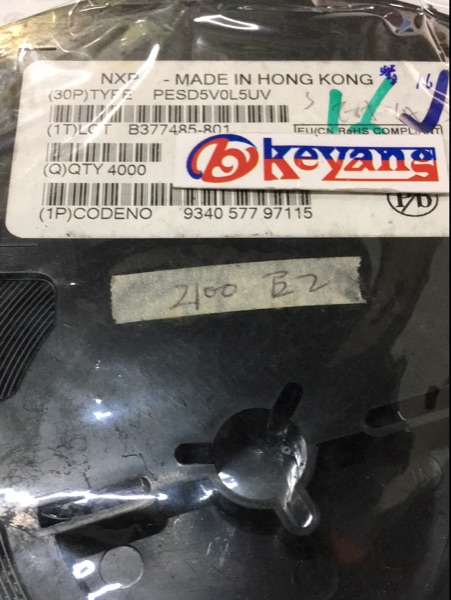 NXP - MADE IN HONG KONG
(30P)TYPE PESD5V0L5UV
(1T)LOT B377485-801
EU/CN RoHS COMPLIANT
(Q)QTY 4000
keyang
Pb
(1P)CODENO 9340 577 97115
2100